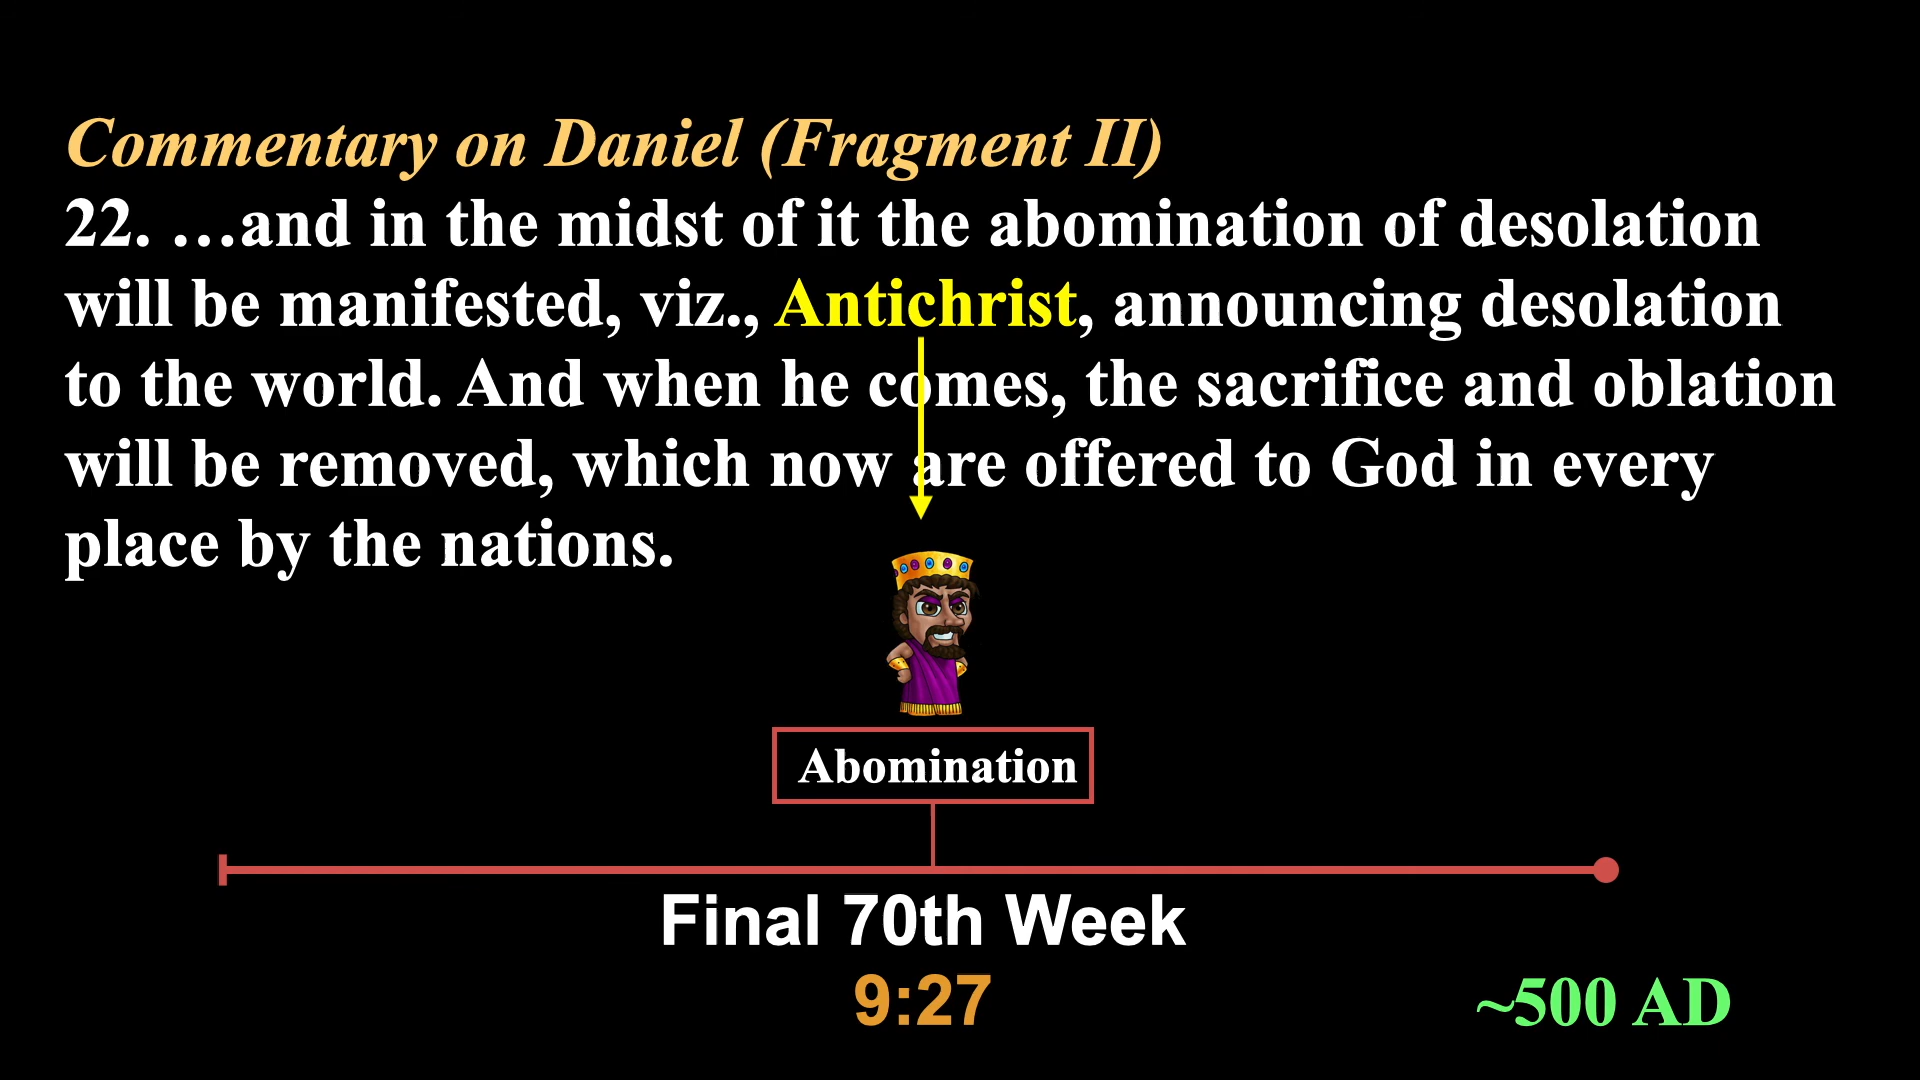 Commentary on Daniel (Fragment II)
22. …and in the midst of it the abomination of desolation
will be manifested, viz., Antichrist, announcing desolation
to the world. And when he comes, the sacrifice and oblation
will be removed, which now are offered to God in every
place by the nations.
Abomination
Final 70th Week
9:27
~500 AD